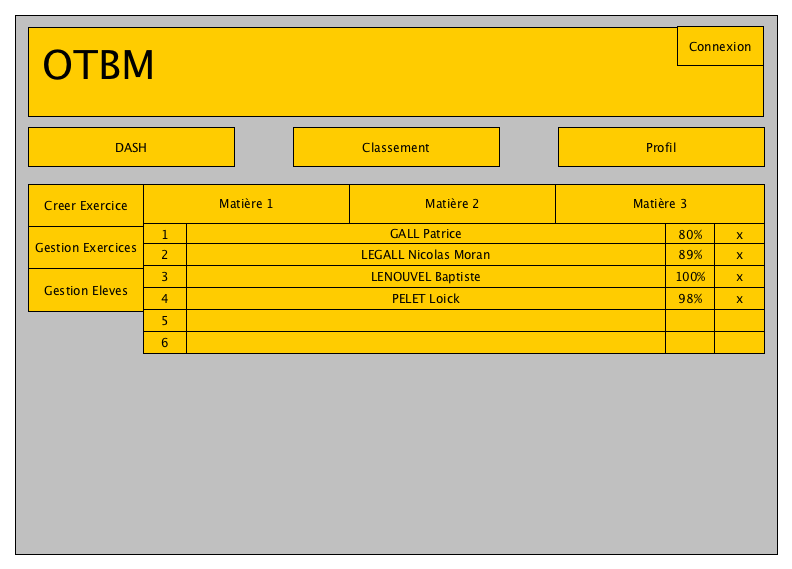 OTBM
Connexion
DASH Classement Profil
Creer Exercice
Gestion Exercices
Gestion Eleves
Matière 1 Matière 2 Matière 3
1 GALL Patrice 80% x
2 LEGALL Nicolas Moran 89% x
3 LENOUVEL Baptiste 100% x
4 PELET Loick 98% x
5
6